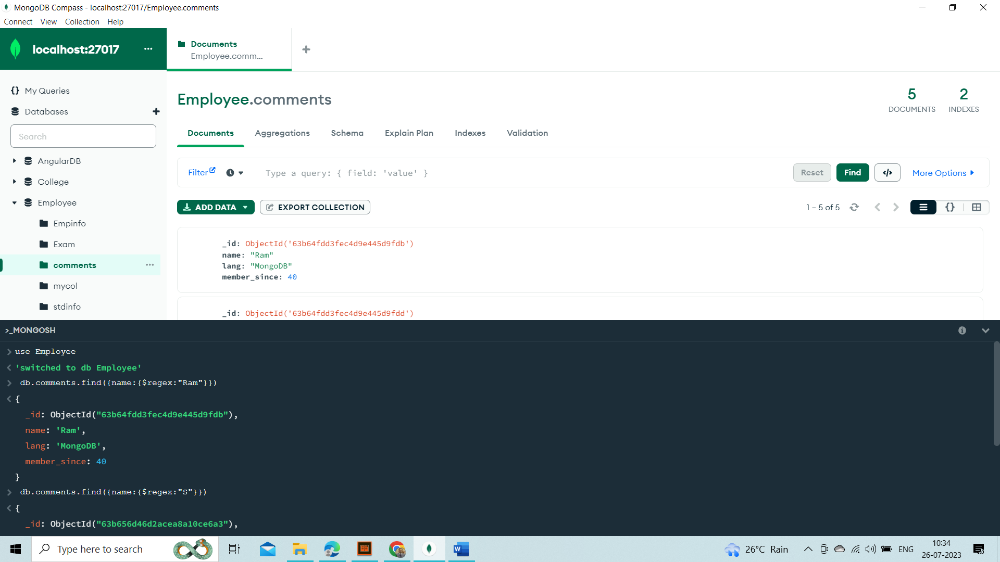 MongoDB Compass - localhost:27017/Employee.comments
Connect View Collection Help
localhost:27017 ...
Documents
Employee.comm...
My Queries
Databases
Search
AngularDB
College
Employee
Empinfo
Exam
comments
mycol
stdinfo
Employee.comments
5
DOCUMENTS
2
INDEXES
Documents Aggregations Schema Explain Plan Indexes Validation
Filter Type a query: { field: 'value' } Reset Find </> More Options
ADD DATA EXPORT COLLECTION 1 – 5 of 5 {}
_id: ObjectId('63b64fdd3fec4d9e445d9fdb')
name: "Ram"
lang: "MongoDB"
member_since: 40
_id: ObjectId('63b64fdd3fec4d9e445d9fdd')
>_MONGOSH
> use Employee
< 'switched to db Employee'
> db.comments.find({name:{$regex:"Ram"}})
< {
_id: ObjectId("63b64fdd3fec4d9e445d9fdb"),
name: 'Ram',
lang: 'MongoDB',
member_since: 40
}
> db.comments.find({name:{$regex:"S"}})
< {
_id: ObjectId("63b656d46d2acea8a10ce6a3"),
Type here to search
26°C Rain
ENG
10:34
26-07-2023